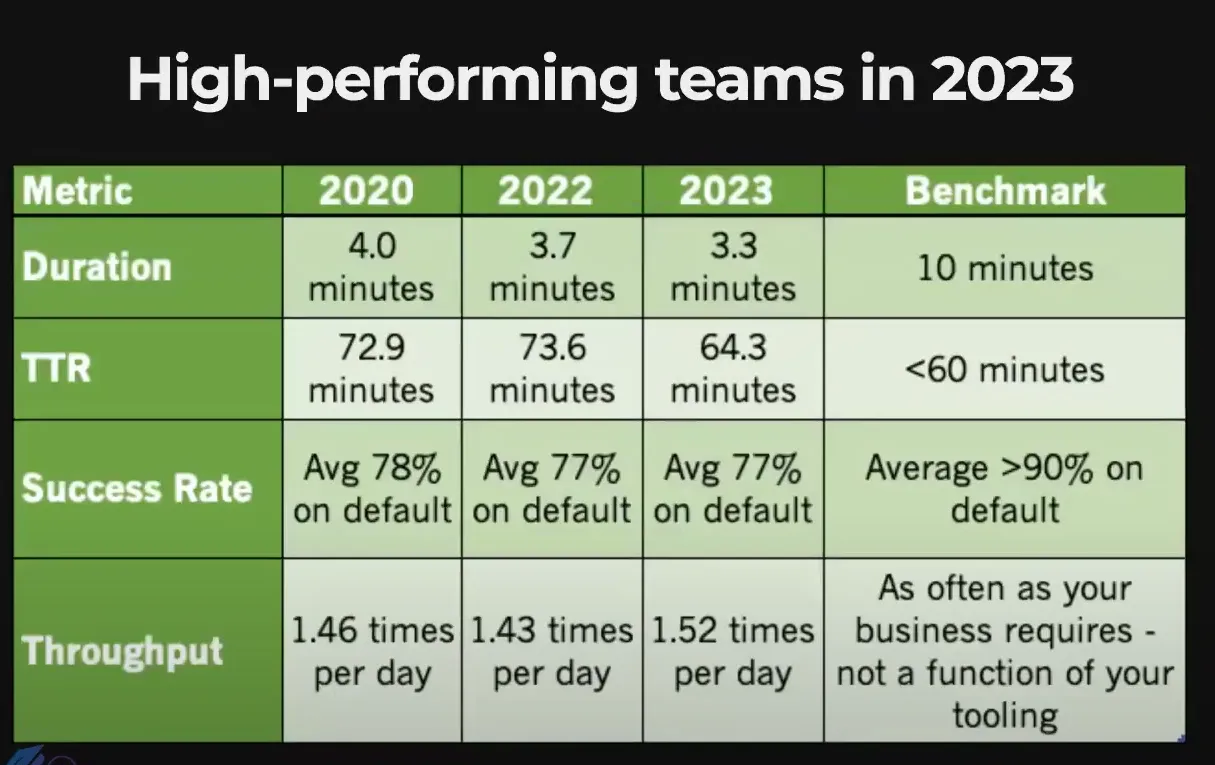 High-performing teams in 2023
Metric 2020 2022 2023 Benchmark
Duration
4.0
minutes
3.7
minutes
3.3
minutes
10 minutes
TTR
72.9
minutes
73.6
minutes
64.3
minutes
<60 minutes
Success Rate
Avg 78%
on default
Avg 77%
on default
Avg 77%
on default
Average >90% on
default
Throughput
1.46 times
per day
1.43 times
per day
1.52 times
per day
As often as your
business requires -
not a function of your
tooling